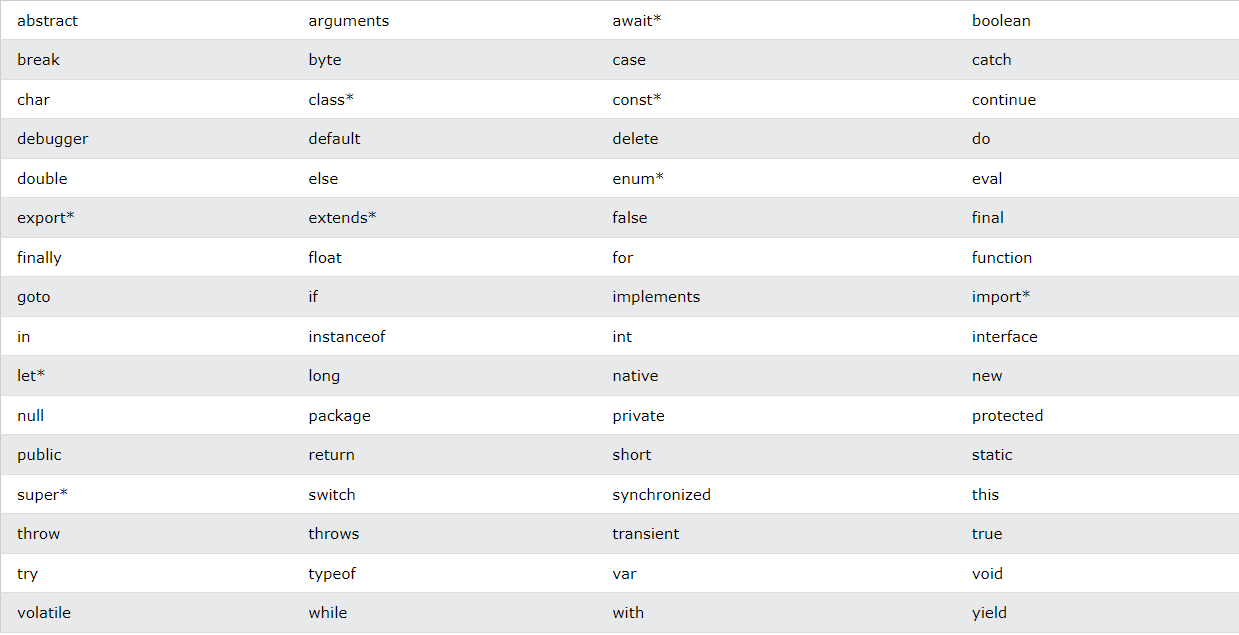 abstract arguments await* boolean
break byte case catch
char class* const* continue
debugger default delete do
double else enum* eval
export* extends* false final
finally float for function
goto if implements import*
in instanceof int interface
let* long native new
null package private protected
public return short static
super* switch synchronized this
throw throws transient true
try typeof var void
volatile while with yield